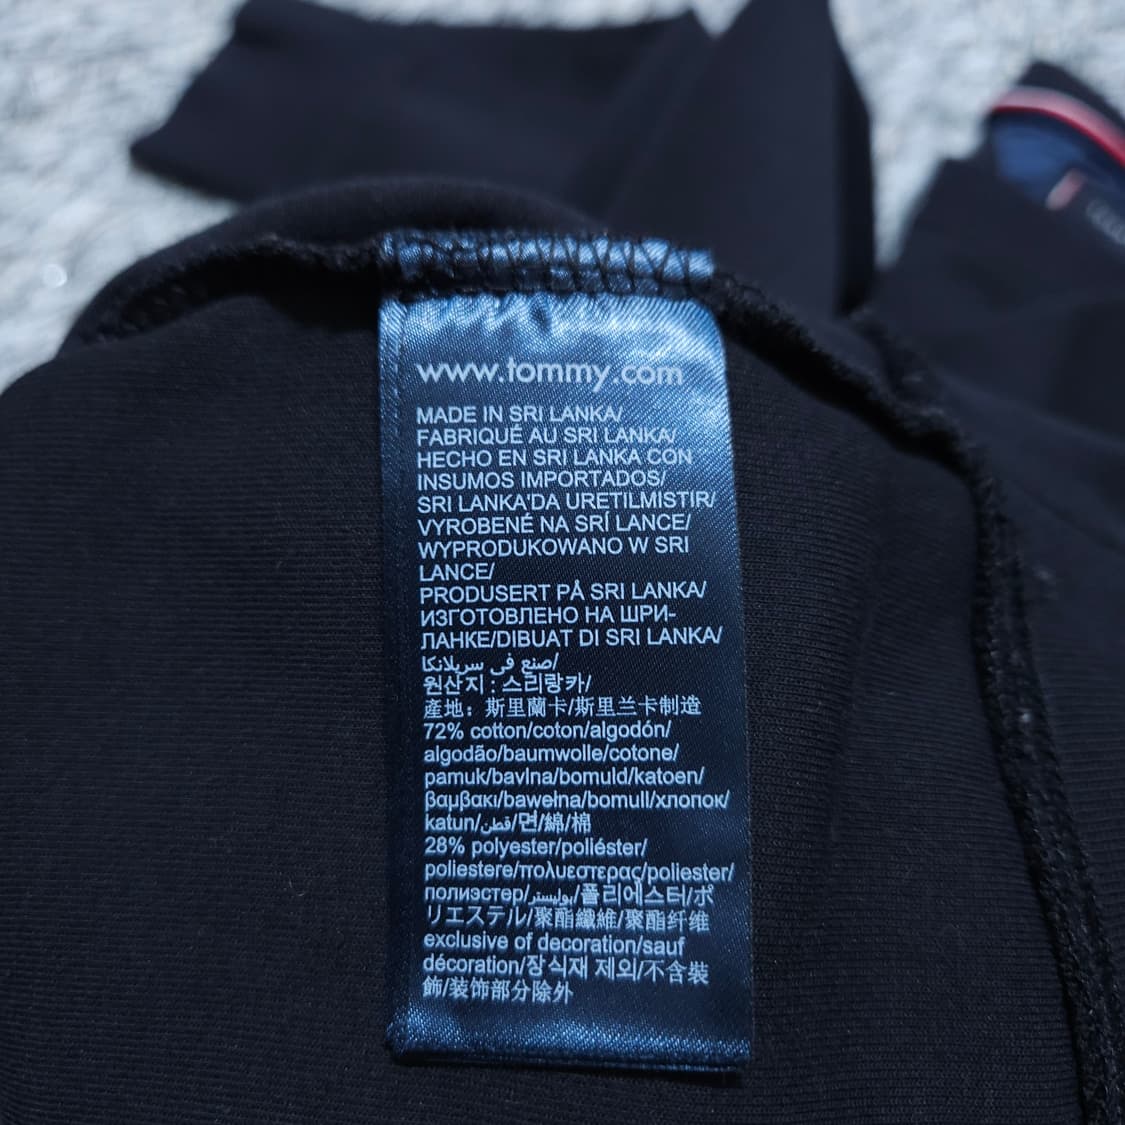 www.tommy.com
MADE IN SRI LANKA/
FABRIQUÉ AU SRI LANKA/
HECHO EN SRI LANKA CON
INSUMOS IMPORTADOS/
SRI LANKA'DA URETILMISTIR/
VYROBENÉ NA SRÍ LANCE/
WYPRODUKOWANO W SRI
LANCE/
PRODUSERT PÅ SRI LANKA/
ИЗГОТОВЛЕНО НА ШРИ-
ЛАНКЕ/DIBUAT DI SRI LANKA/
صنع في سريلانكا/
원산지 : 스리랑카/
產地：斯里蘭卡/斯里兰卡制造
72% cotton/coton/algodón/
algodão/baumwolle/cotone/
pamuk/bavlna/bomuld/katoen/
βαμβακι/bawełna/bomull/хлопок/
katun/قطن/면/綿/棉
28% polyester/poliéster/
poliestere/πολυεστερας/poliester/
полиэстер/بوليستر/폴리에스터/ポ
リエステル/聚酯纖維/聚酯纤维
exclusive of decoration/sauf
décoration/장식재 제외/不含裝
飾/装饰部分除外